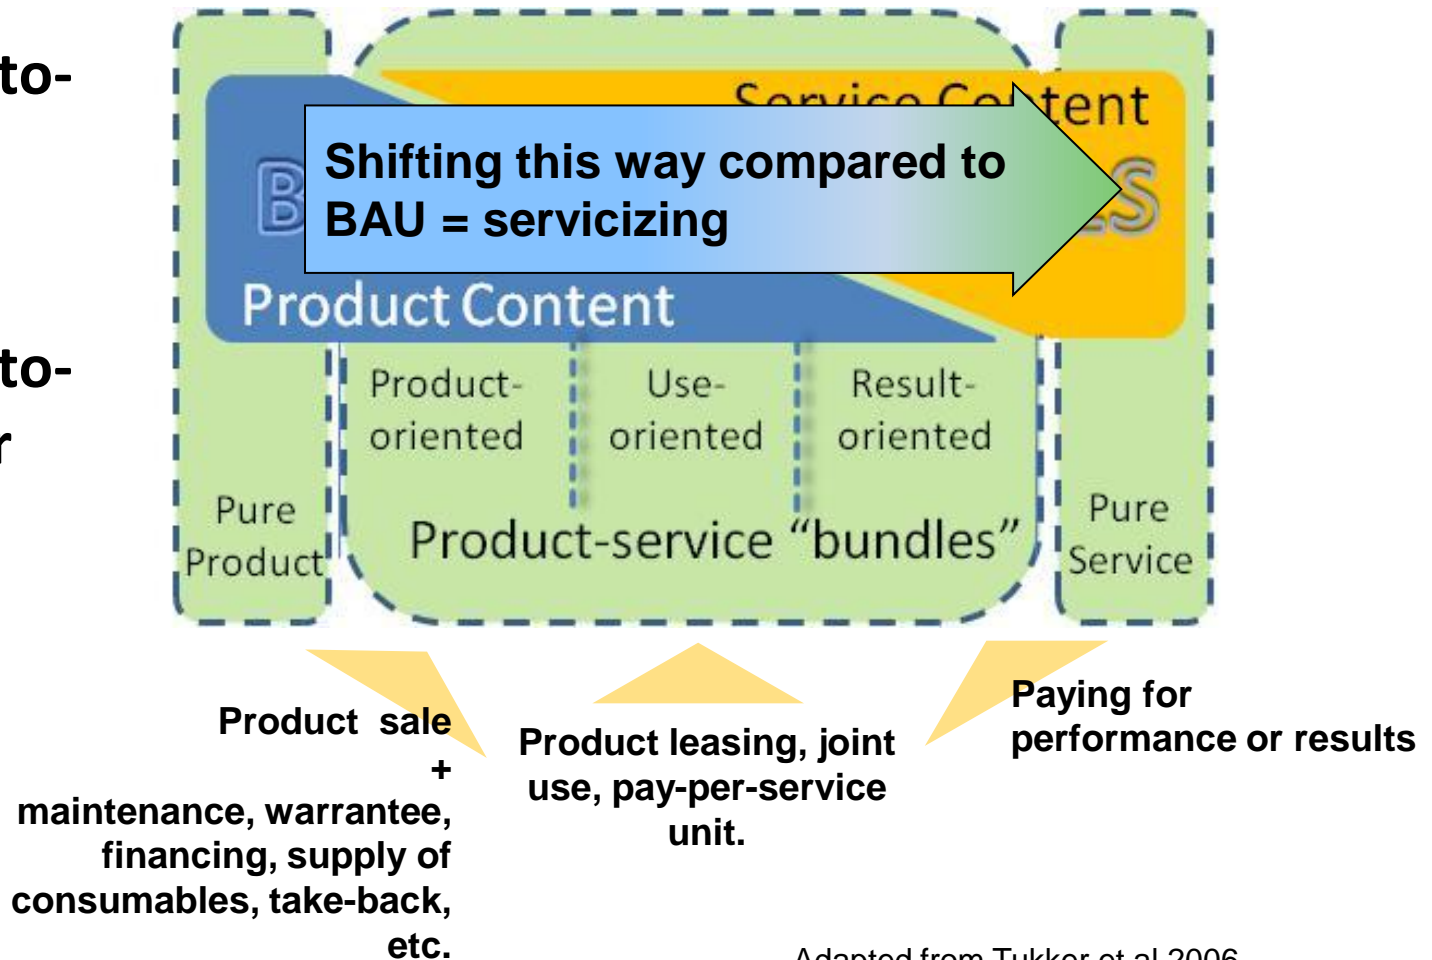 to-
to-
r
Service Content
Shifting this way compared to
BAU = servicizing
B
S
Product Content
Product-
oriented
Use-
oriented
Result-
oriented
Pure
Product
Product-service “bundles”
Pure
Service
Product sale
+
maintenance, warrantee,
financing, supply of
consumables, take-back,
etc.
Product leasing, joint
use, pay-per-service
unit.
Paying for
performance or results
Adapted from Tukker et al 2006